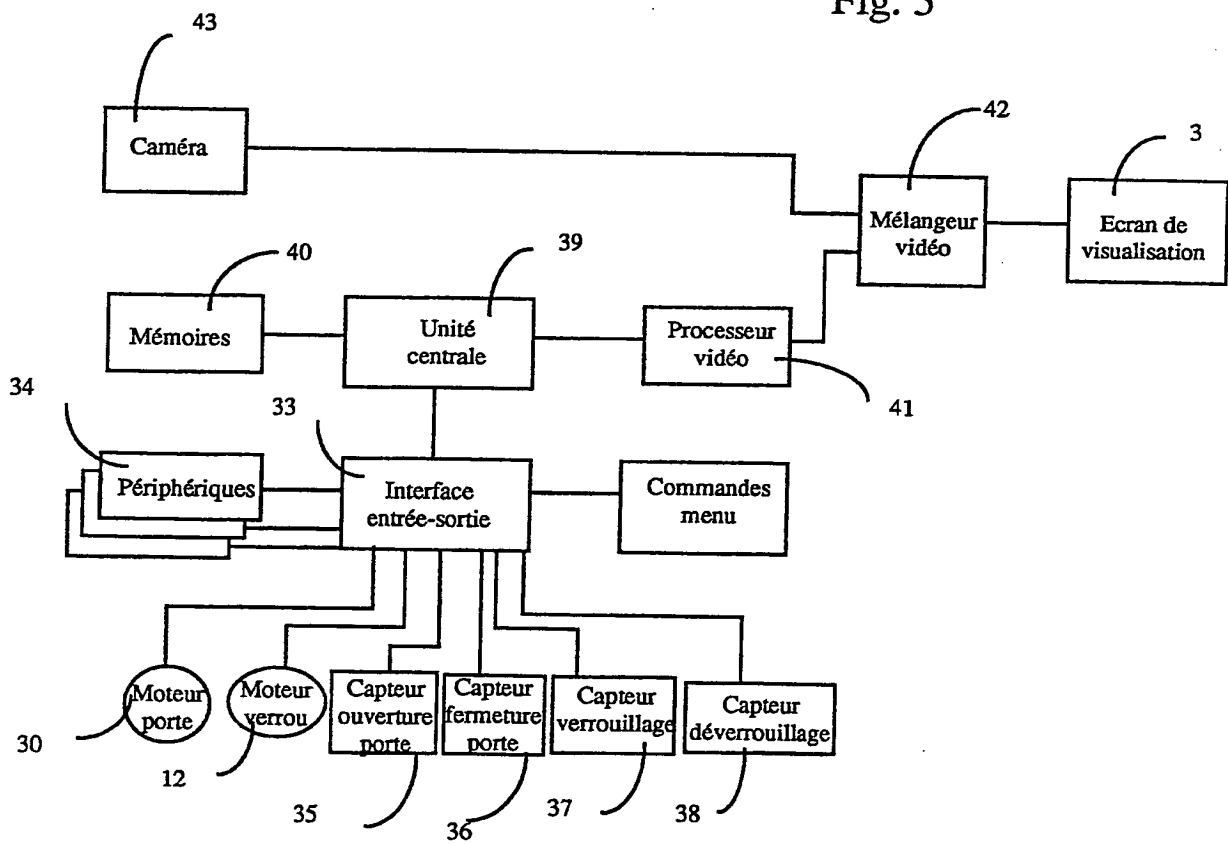 Fig. 5
43
Caméra
42
3
Mélangeur
vidéo
Ecran de
visualisation
40
39
Mémoires
Unité
centrale
Processeur
vidéo
41
34
33
Périphériques
Interface
entrée-sortie
Commandes
menu
Moteur
porte
Moteur
verrou
Capteur
ouverture
porte
Capteur
fermeture
porte
Capteur
verrouillage
Capteur
déverrouillage
30
12
35
36
37
38